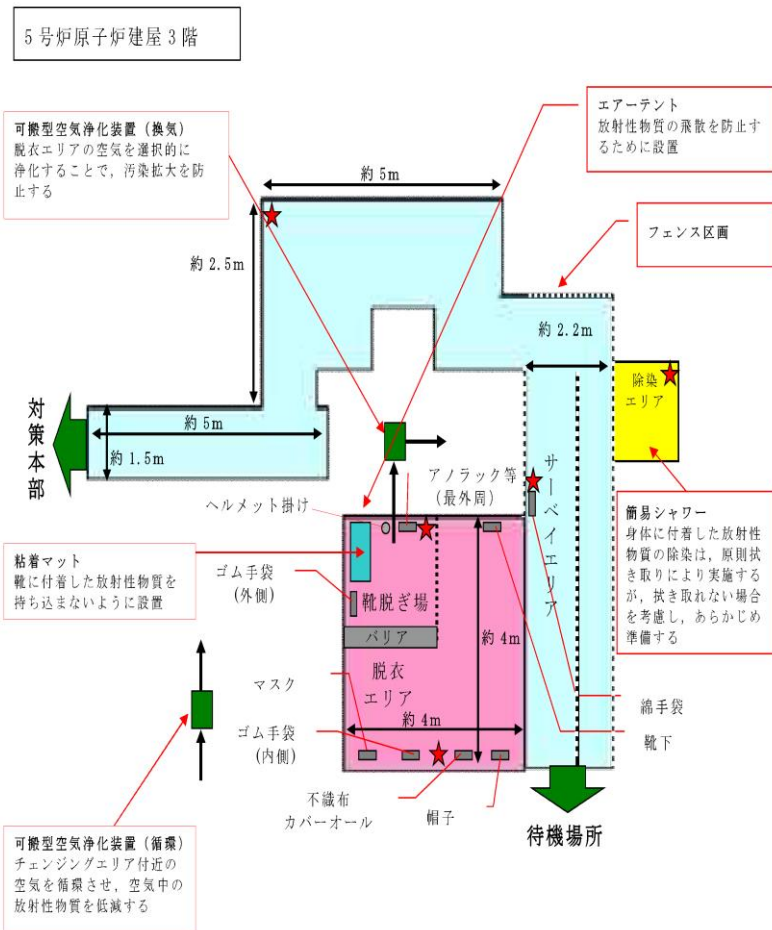 5号炉原子炉建屋3階
可搬型空気浄化装置(換気)
脱衣エリアの空気を選択的に
浄化することで,汚染拡大を防
止する
エアーテント
放射性物質の飛散を防止す
るために設置
約5m
フェンス区画
約2.5m
約2.2m
除染
エリア
対策本部
約5m
約1.5m
アノラック等
(最外周)
サーベイエリア
ヘルメット掛け
簡易シャワー
身体に付着した放射性
物質の除染は,原則拭
き取りにより実施する
が,拭き取れない場合
を考慮し,あらかじめ
準備する
粘着マット
靴に付着した放射性物質を
持ち込まないように設置
ゴム手袋
(外側)
靴脱ぎ場
バリア
約4m
脱衣
エリア
マスク
約4m
綿手袋
ゴム手袋
(内側)
靴下
不織布
カバーオール
帽子
待機場所
可搬型空気浄化装置(循環)
チェンジングエリア付近の
空気を循環させ,空気中の
放射性物質を低減する